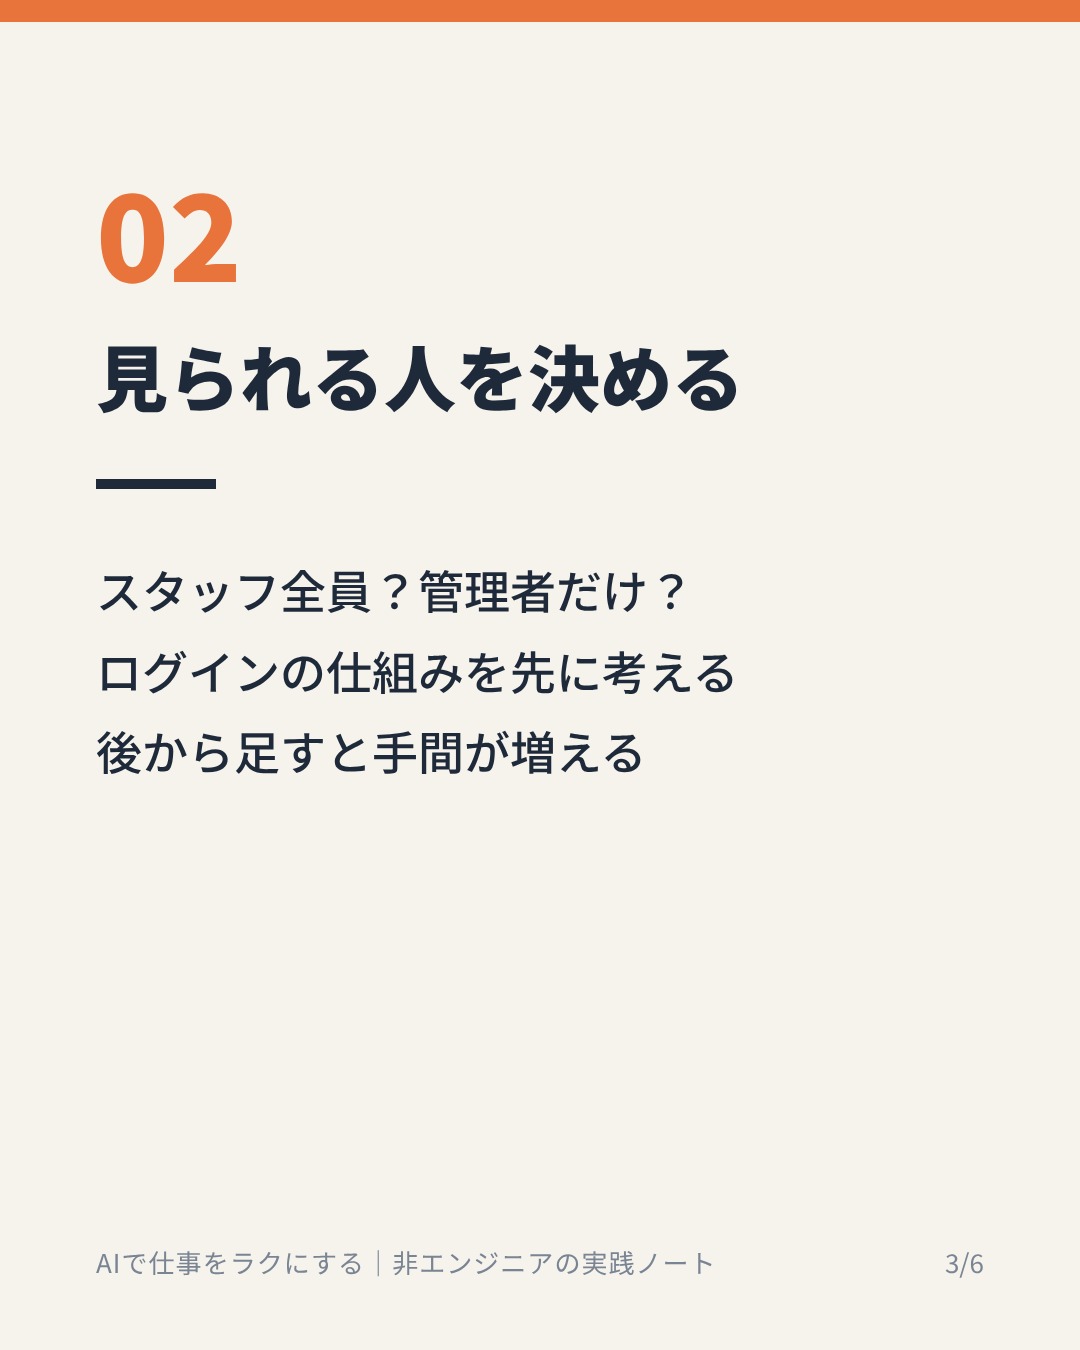 02
見られる人を決める
スタッフ全員？管理者だけ？
ログインの仕組みを先に考える
後から足すと手間が増える
AIで仕事をラクにする｜非エンジニアの実践ノート
3/6